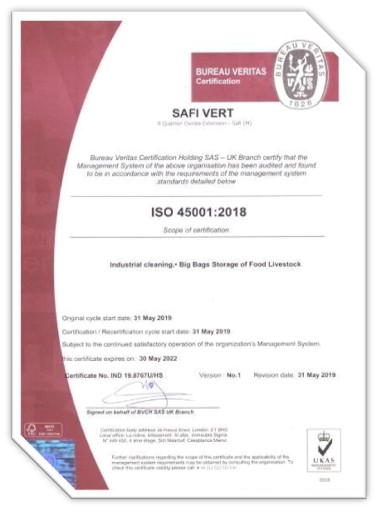 BUREAU VERITAS
Certification
BUREAU VERITAS
1828
SAFI VERT
Bureau Veritas Certification Holding SAS – UK Branch certify that the
Management System of the above organisation has been audited and found
to be in accordance with the requirements of the management system
standards detailed below
ISO 45001:2018
Scope of certification
Industrial cleaning.• Big Bags Storage of Food Livestock
Original cycle start date: 31 May 2019
Certification / Recertification cycle start date: 31 May 2019
Subject to the continued satisfactory operation of the organization's Management System,
this certificate expires on: 30 May 2022
Certificate No. IND 19.8767U/HS Version : No.1 Revision date: 31 May 2019
Signed on behalf of BVCH SAS UK Branch
Further clarifications regarding the scope of this certificate and the applicability of the
management system requirements may be obtained by consulting the organisation. To
check this certificate validity please call
UKAS
MANAGEMENT
SYSTEMS
0008